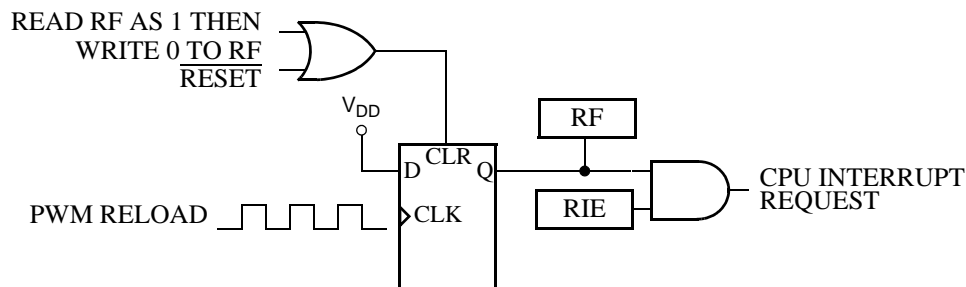 READ RF AS 1 THEN
WRITE 0 TO RF
RESET
VDD
RF
D
CLR
Q
CPU INTERRUPT
REQUEST
PWM RELOAD
CLK
RIE